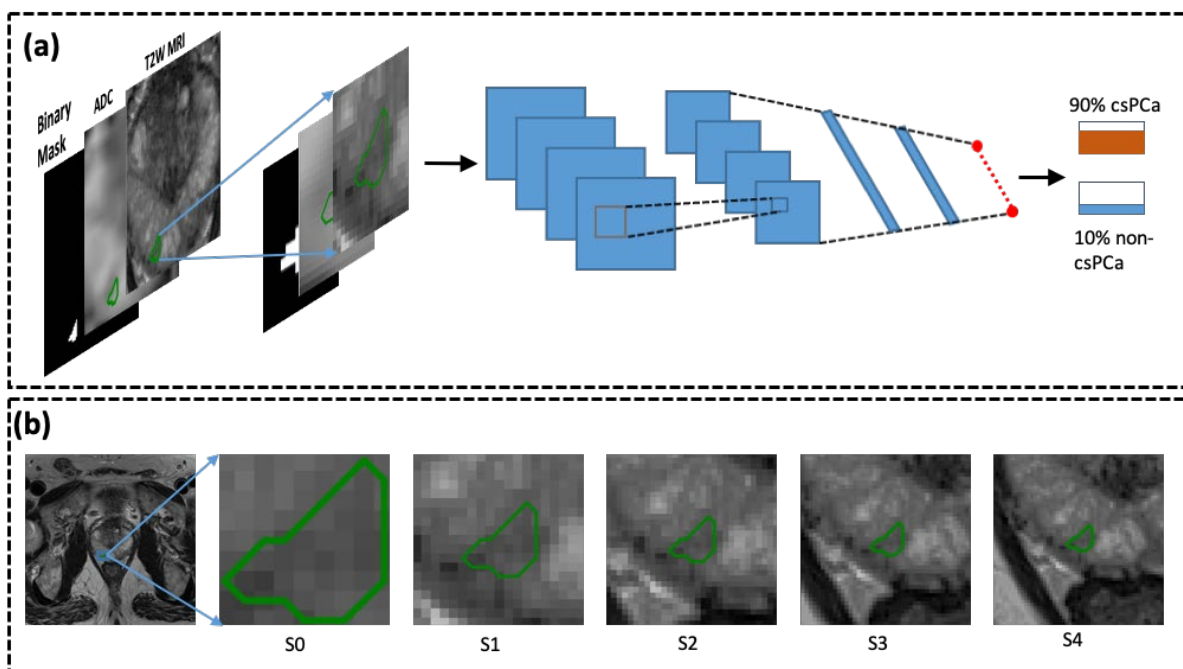 (a)
Binary
Mask
ADC
T2W MRI
90% csPCa
10% non-
csPCa
(b)
S0
S1
S2
S3
S4